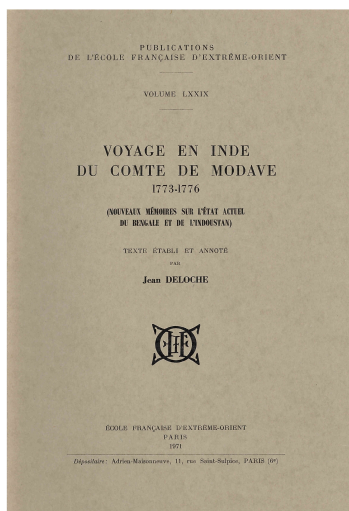 PUBLICATIONS
DE L'ÉCOLE FRANÇAISE D'EXTRÊME-ORIENT
VOLUME LXXIX
VOYAGE EN INDE
DU COMTE DE MODAVE
1773-1776
(NOUVEAUX MÉMOIRES SUR L'ÉTAT ACTUEL
DU BENGALE ET DE L'INDOUSTAN)
TEXTE ÉTABLI ET ANNOTÉ
PAR
Jean DELOCHE
ÉCOLE FRANÇAISE D'EXTRÊME-ORIENT
PARIS
1971
Dépositaire: Adrien-Maisonneuve, 11, rue Saint-Sulpice, PARIS (6e)